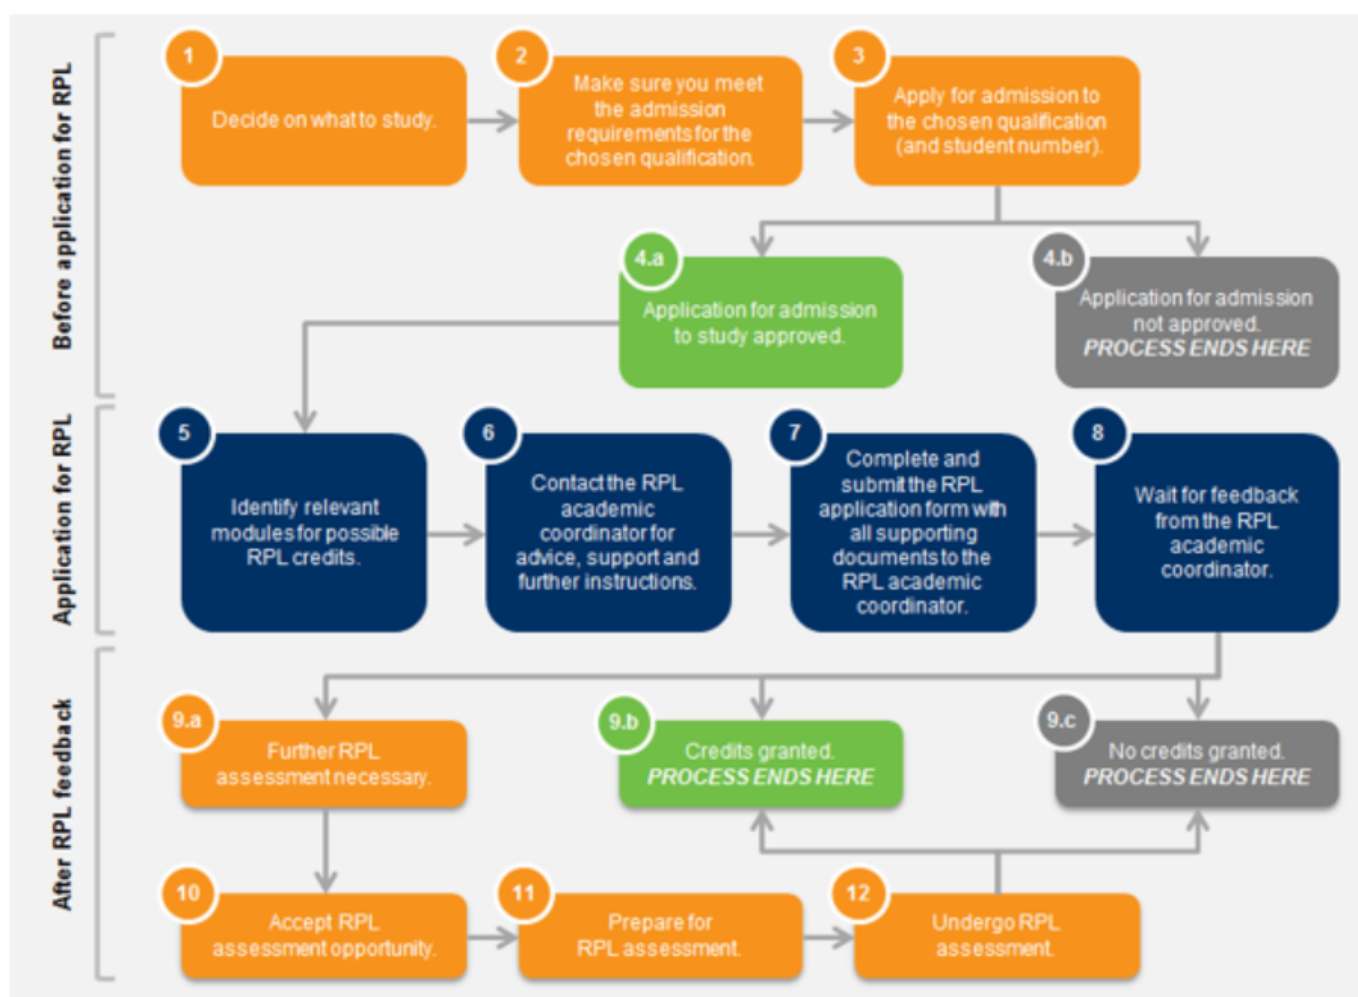 Before application for RPL
1
Decide on what to study.
2
Make sure you meet
the admission
requirements for the
chosen qualification.
3
Apply for admission to
the chosen qualification
(and student number).
4.a
Application for admission
to study approved.
4.b
Application for admission
not approved.
PROCESS ENDS HERE
Application for RPL
5
Identify relevant
modules for possible
RPL credits.
6
Contact the RPL
academic
coordinator for
advice, support and
further instructions.
7
Complete and
submit the RPL
application form with
all supporting
documents to the
RPL academic
coordinator.
8
Wait for feedback
from the RPL
academic
coordinator.
After RPL feedback
9.a
Further RPL
assessment necessary.
9.b
Credits granted.
PROCESS ENDS HERE
9.c
No credits granted.
PROCESS ENDS HERE
10
Accept RPL
assessment opportunity.
11
Prepare for
RPL assessment.
12
Undergo RPL
assessment.